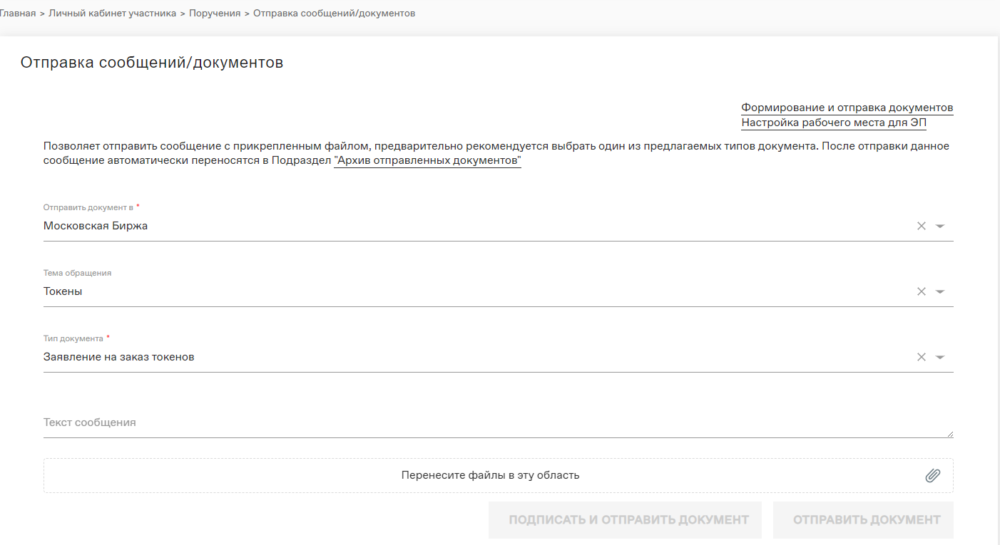 Главная > Личный кабинет участника > Поручения > Отправка сообщений/документов
Отправка сообщений/документов
Формирование и отправка документов
Настройка рабочего места для ЭП
Позволяет отправить сообщение с прикрепленным файлом, предварительно рекомендуется выбрать один из предлагаемых типов документа. После отправки данное
сообщение автоматически переносятся в Подраздел "Архив отправленных документов"
Отправить документ в *
Московская Биржа
Тема обращения
Токены
Тип документа *
Заявление на заказ токенов
Текст сообщения
Перенесите файлы в эту область
ПОДПИСАТЬ И ОТПРАВИТЬ ДОКУМЕНТ
ОТПРАВИТЬ ДОКУМЕНТ